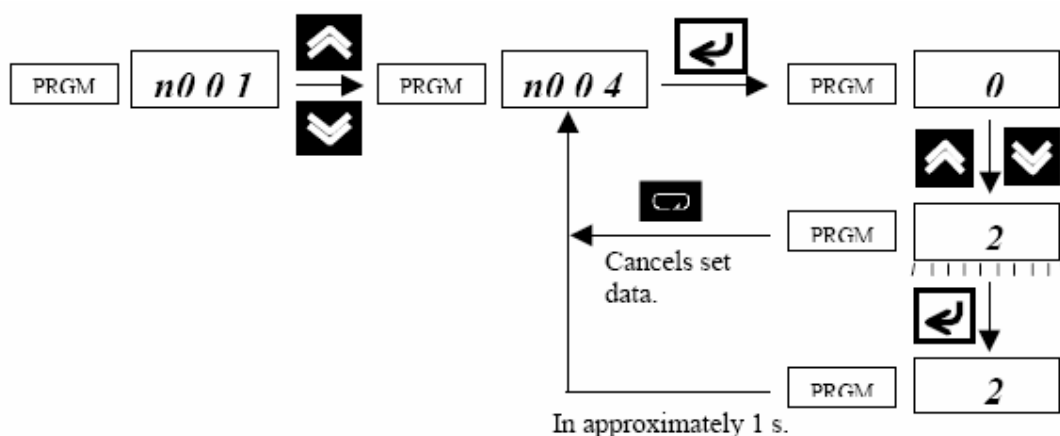 PRGM n0 0 1 PRGM n0 0 4 PRGM 0
PRGM 2
Cancels set
data.
PRGM 2
In approximately 1 s.